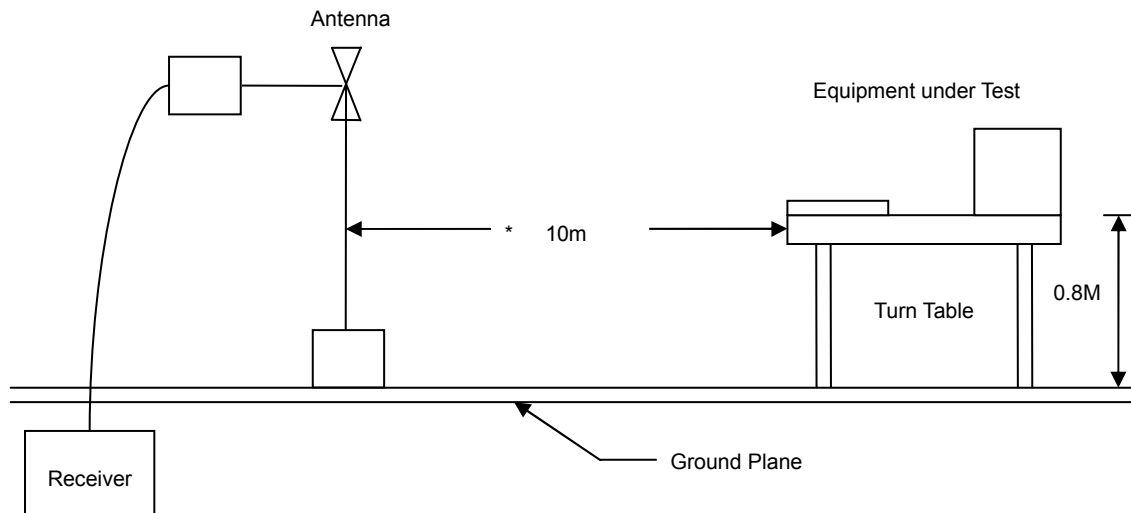 Antenna
Equipment under Test
* 10m
0.8M
Turn Table
Ground Plane
Receiver